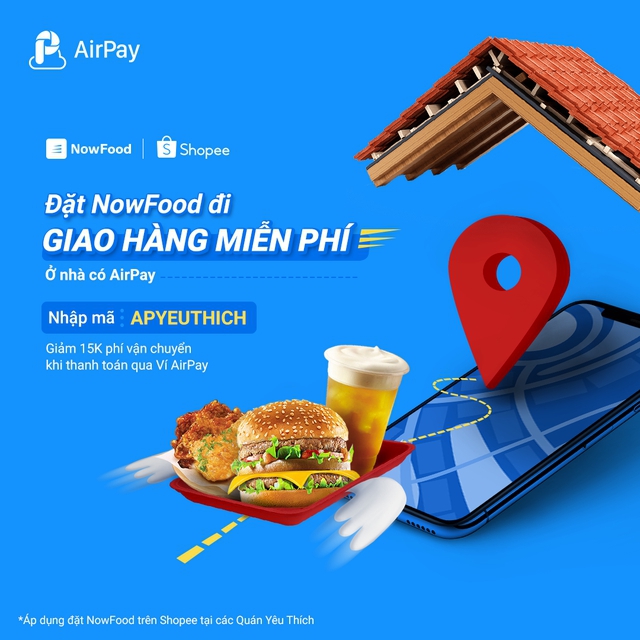 AirPay
NowFood | Shopee
Đặt NowFood đi
GIAO HÀNG MIỄN PHÍ
Ở nhà có AirPay
Nhập mã : APYEUTHICH
Giảm 15K phí vận chuyển
khi thanh toán qua Ví AirPay
*Áp dụng đặt NowFood trên Shopee tại các Quán Yêu Thích